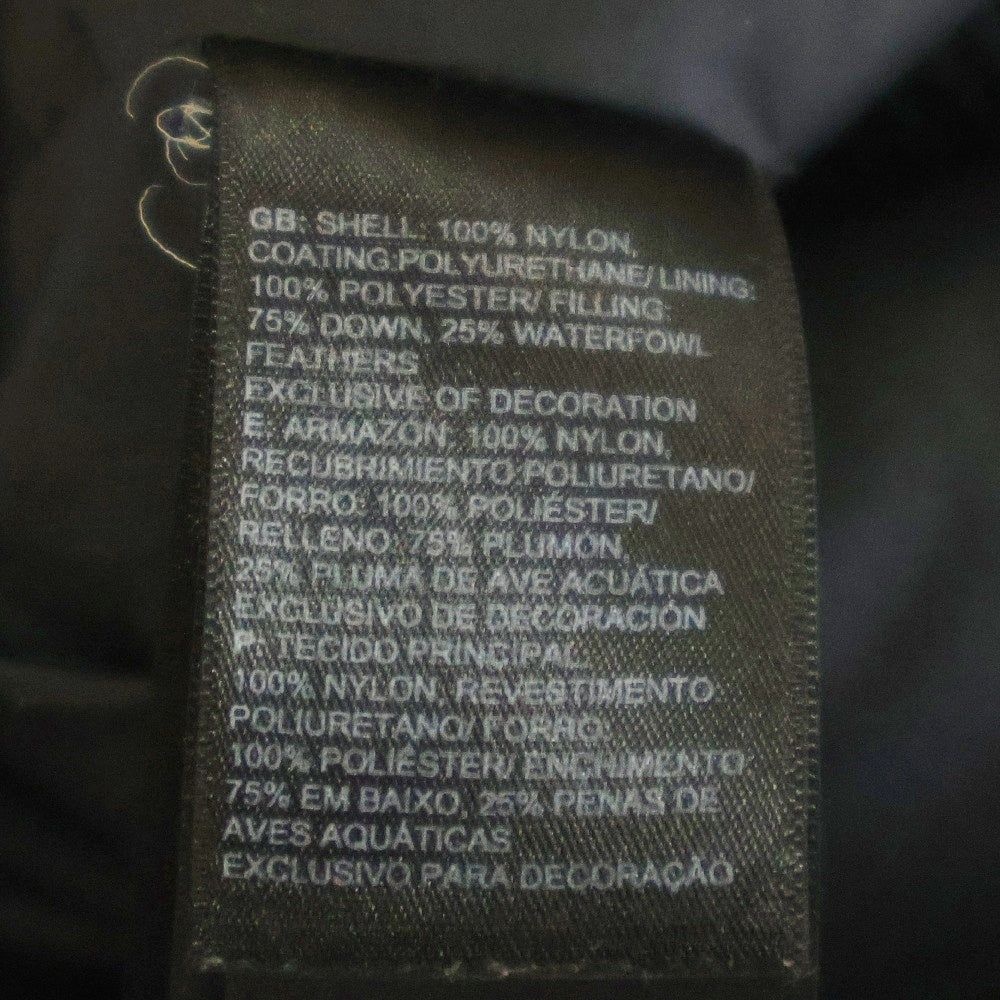 GB: SHELL: 100% NYLON,
COATING:POLYURETHANE/ LINING:
100% POLYESTER/ FILLING:
75% DOWN, 25% WATERFOWL
FEATHERS
EXCLUSIVE OF DECORATION
E: ARMAZÓN: 100% NYLON,
RECUBRIMIENTO:POLIURETANO/
FORRO: 100% POLIÉSTER/
RELLENO: 75% PLUMÓN,
25% PLUMA DE AVE ACUÁTICA
EXCLUSIVO DE DECORACIÓN
P: TECIDO PRINCIPAL:
100% NYLON, REVESTIMENTO:
POLIURETANO/ FORRO:
100% POLIÉSTER/ ENCHIMENTO:
75% EM BAIXO, 25% PENAS DE
AVES AQUÁTICAS
EXCLUSIVO PARA DECORAÇÃO